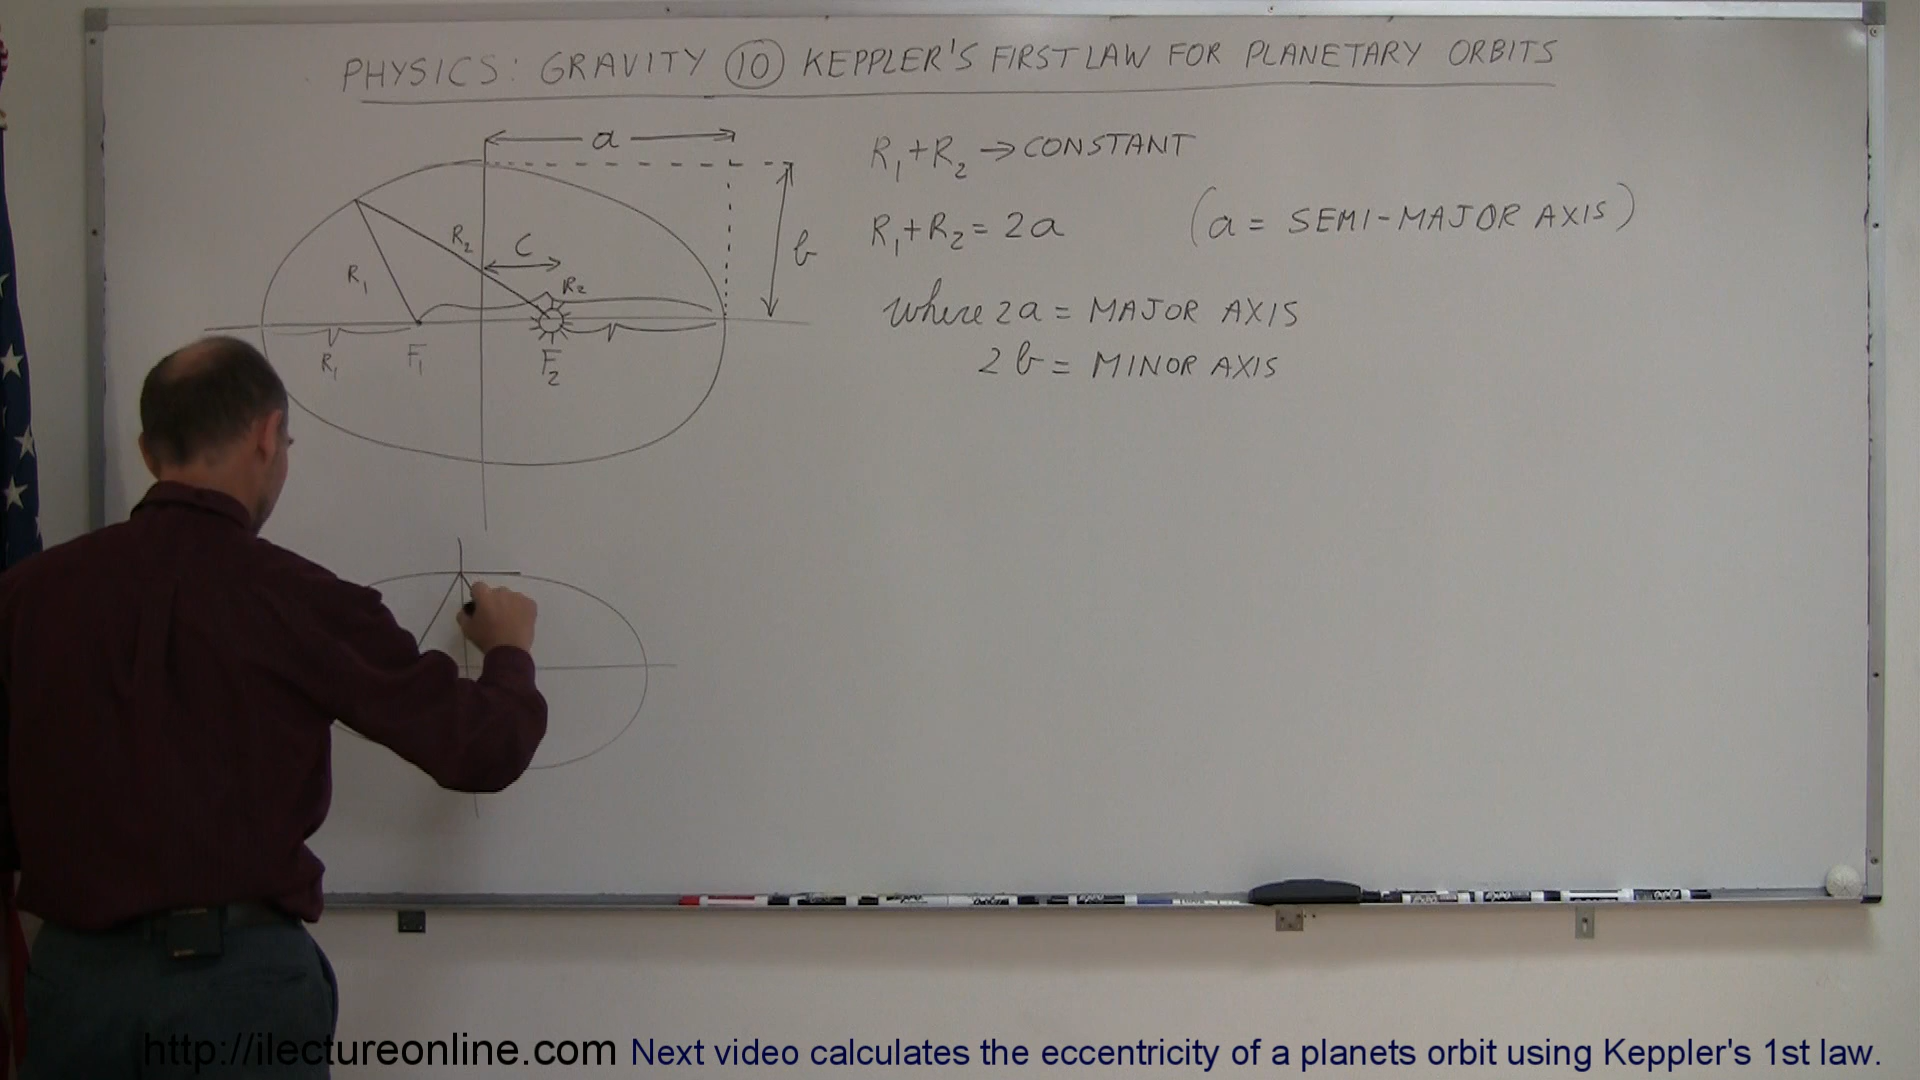 PHYSICS: GRAVITY 10 KEPPLER'S FIRST LAW FOR PLANETARY ORBITS
a
R1+R2 → CONSTANT
R2
C
b
R1+R2 = 2a
(a = SEMI-MAJOR AXIS)
R1
R2
where 2a = MAJOR AXIS
R1
F1
F2
2b = MINOR AXIS
http://ilectureonline.com Next video calculates the eccentricity of a planets orbit using Keppler's 1st law.